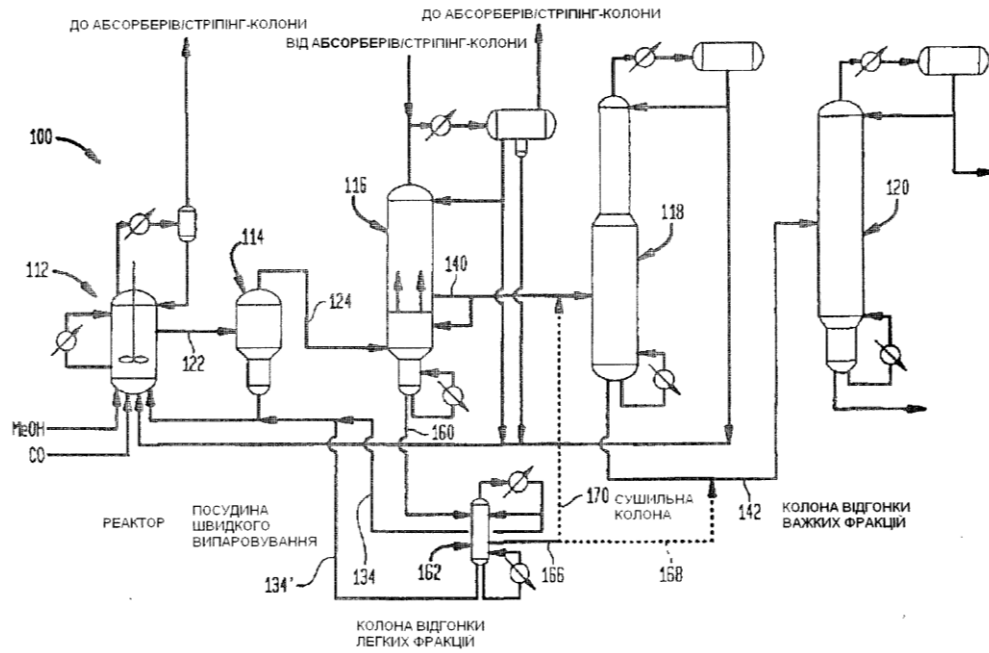 ДО АБСОРБЕРІВ/СТРІПІНГ-КОЛОНИ
ДО АБСОРБЕРІВ/СТРІПІНГ-КОЛОНИ
ВІД АБСОРБЕРІВ/СТРІПІНГ-КОЛОНИ
100
116
120
118
114
112
140
124
122
MeOH
CO
160
РЕАКТОР
ПОСУДИНА
ШВИДКОГО
ВИПАРОВУВАННЯ
170
СУШИЛЬНА
КОЛОНА
142
КОЛОНА ВІДГОНКИ
ВАЖКИХ ФРАКЦІЙ
134'
134
162
166
168
КОЛОНА ВІДГОНКИ
ЛЕГКИХ ФРАКЦІЙ